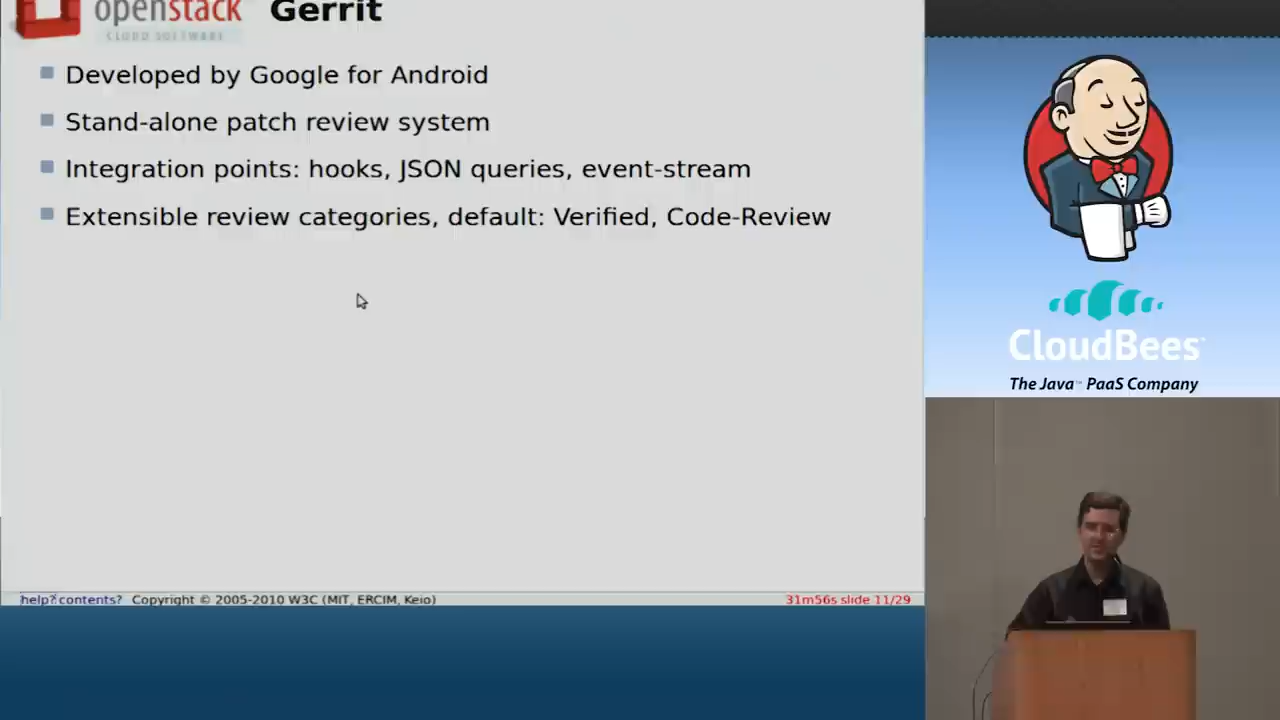 openstack
CLOUD SOFTWARE
Gerrit
Developed by Google for Android
Stand-alone patch review system
Integration points: hooks, JSON queries, event-stream
Extensible review categories, default: Verified, Code-Review
help? contents? Copyright © 2005-2010 W3C (MIT, ERCIM, Keio)
31m56s slide 11/29
CloudBees™
The Java™ PaaS Company